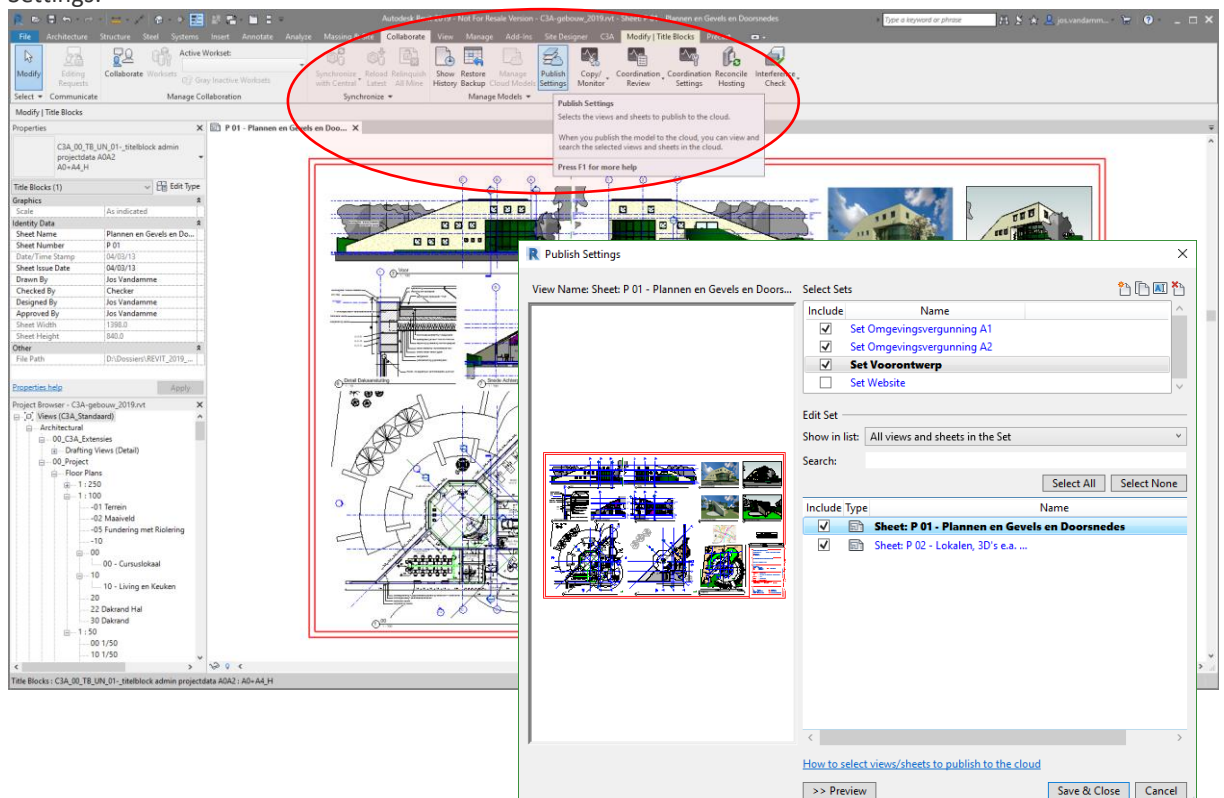 Settings.
Autodesk Revit 2019 - Not For Resale Version - C3A-gebouw_2019.rvt - Sheet: P 01 - Plannen en Gevels en Doorsnedes
Type a keyword or phrase
jos.vandamm...
File Architecture Structure Steel Systems Insert Annotate Analyze Massing & Site Collaborate View Manage Add-Ins Site Designer C3A Modify | Title Blocks Precast
Active Workset:
Gray Inactive Worksets
Modify Editing Requests Collaborate Worksets Synchronize with Central Reload Latest Relinquish All Mine Show History Restore Backup Manage Cloud Models Publish Settings Copy/ Monitor Coordination Review Coordination Settings Reconcile Hosting Interference Check
Select Communicate Manage Collaboration Synchronize Manage Models
Publish Settings
Selects the views and sheets to publish to the cloud.
When you publish the model to the cloud, you can view and
search the selected views and sheets in the cloud.
Press F1 for more help
Modify | Title Blocks
Properties
P 01 - Plannen en Gevels en Doo...
C3A_00_TB_UN_01-_titelblock admin
projectdata A0A2
A0+A4_H
Title Blocks (1) Edit Type
Graphics
Scale As indicated
Identity Data
Sheet Name Plannen en Gevels en Do...
Sheet Number P 01
Date/Time Stamp 04/03/13
Sheet Issue Date 04/03/13
Drawn By Jos Vandamme
Checked By Checker
Designed By Jos Vandamme
Approved By Jos Vandamme
Sheet Width 1398.0
Sheet Height 840.0
Other
File Path D:\Dossiers\REVIT_2019_...
Properties help Apply
Project Browser - C3A-gebouw_2019.rvt
Views (C3A_Standaard)
Architectural
00_C3A_Extensies
Drafting Views (Detail)
00_Project
Floor Plans
1 : 250
1 : 100
-01 Terrein
-02 Maaiveld
-05 Fundering met Riolering
-10
00
00 - Cursuslokaal
10
10 - Living en Keuken
20
22 Dakrand Hal
30 Dakrand
1 : 50
00 1/50
10 1/50
Title Blocks : C3A_00_TB_UN_01-_titelblock admin projectdata A0A2 : A0+A4_H
Publish Settings
View Name: Sheet: P 01 - Plannen en Gevels en Doors...
Select Sets
Include Name
Set Omgevingsvergunning A1
Set Omgevingsvergunning A2
Set Voorontwerp
Set Website
Edit Set
Show in list: All views and sheets in the Set
Search:
Select All Select None
Include Type Name
Sheet: P 01 - Plannen en Gevels en Doorsnedes
Sheet: P 02 - Lokalen, 3D's e.a. ...
How to select views/sheets to publish to the cloud
>> Preview Save & Close Cancel